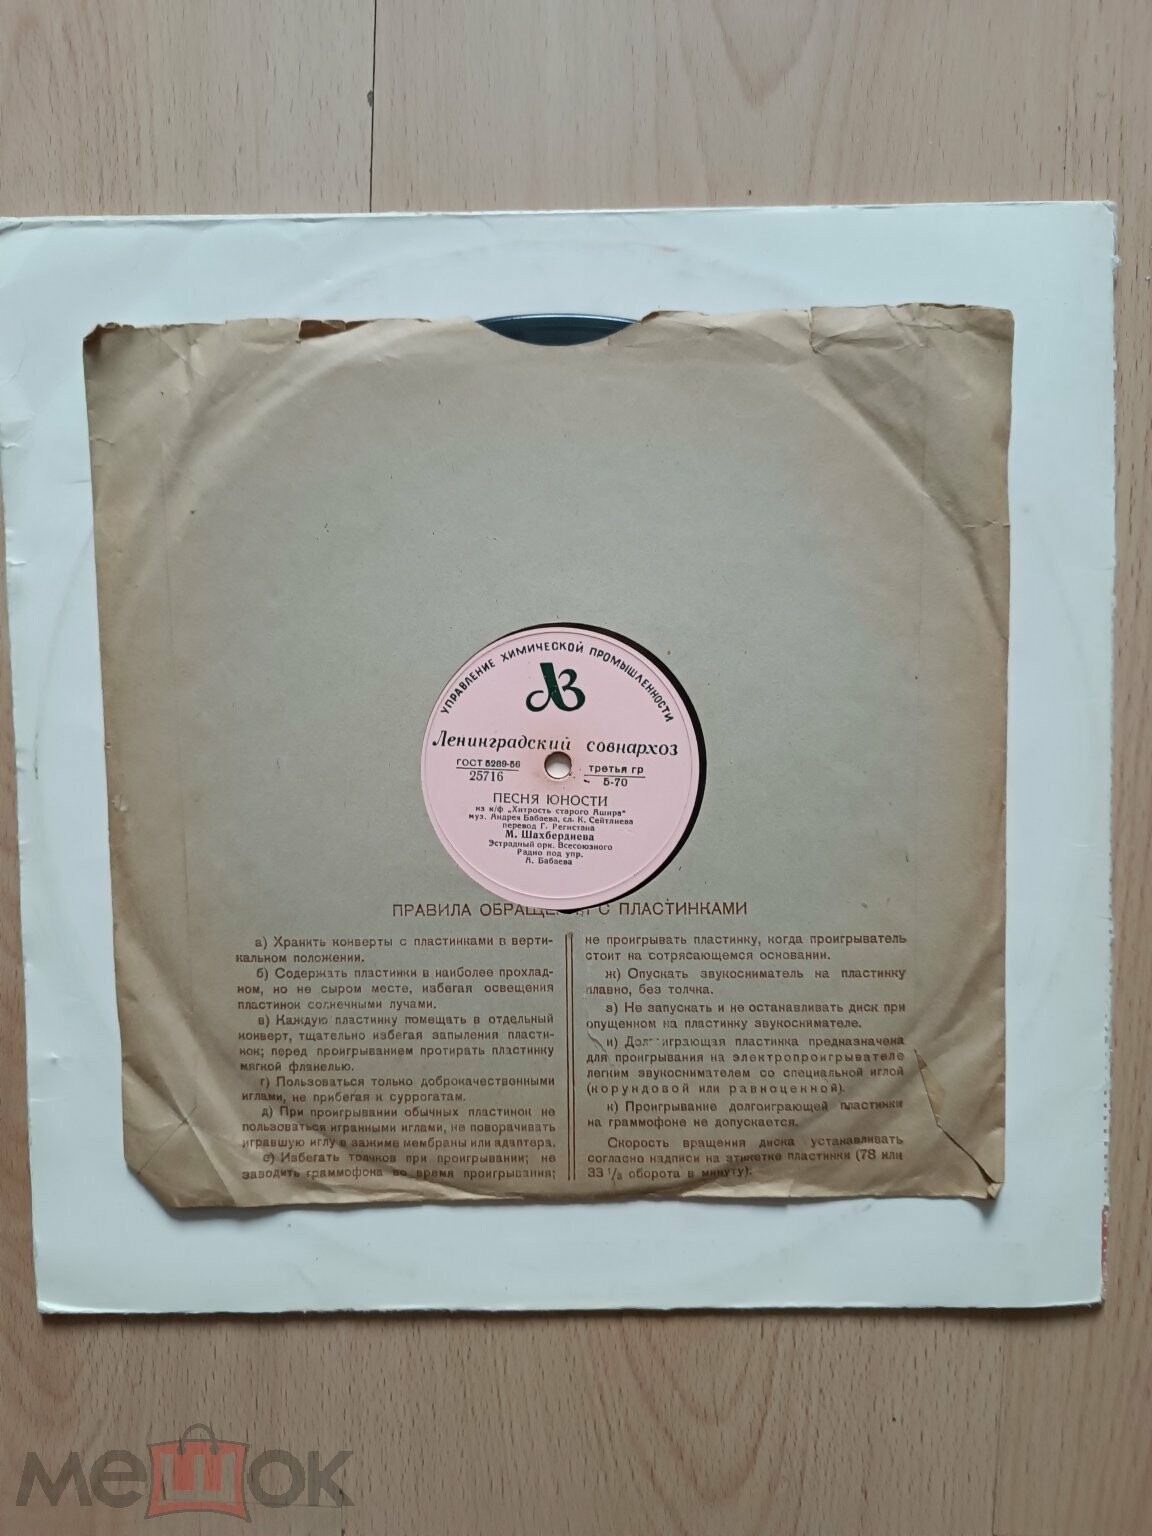 УПРАВЛЕНИЕ ХИМИЧЕСКОЙ ПРОМЫШЛЕННОСТИ
ЛЗ
Ленинградский совнархоз
ГОСТ 5289-56
25716
третья гр
5-70
ПЕСНЯ ЮНОСТИ
из к/ф „Хитрость старого Ашира"
муз. Андрея Бабаева, сл. К. Сейтлиева
перевод Г. Регистана
М. Шахбердиева
Эстрадный орк. Всесоюзного
Радио под упр.
А. Бабаева
ПРАВИЛА ОБРАЩЕ С ПЛАСТИНКАМИ
а) Хранить конверты с пластинками в верти-
кальном положении.
б) Содержать пластинки в наиболее прохлад-
ном, но не сыром месте, избегая освещения
пластинок солнечными лучами.
в) Каждую пластинку помещать в отдельный
конверт, тщательно избегая запыления пласти-
нок; перед проигрыванием протирать пластинку
мягкой фланелью.
г) Пользоваться только доброкачественными
иглами, не прибегая к суррогатам.
д) При проигрывании обычных пластинок не
пользоваться игранными иглами, не поворачивать
игравшую иглу в зажиме мембраны или адаптера.
е) Избегать толчков при проигрывании; не
заводить граммофона во время проигрывания;
не проигрывать пластинку, когда проигрыватель
стоит на сотрясающемся основании.
ж) Опускать звукосниматель на пластинку
плавно, без толчка.
з) Не запускать и не останавливать диск при
опущенном на пластинку звукоснимателе.
и) Дол играющая пластинка предназначена
для проигрывания на электропроигрывателе
легким звукоснимателем со специальной иглой
(корундовой или равноценной).
к) Проигрывание долгоиграющей пластинки
на граммофоне не допускается.
Скорость вращения диска устанавливать
согласно надписи на этикетке пластинки (78 или
33 1/3 оборота в минуту).
мешок